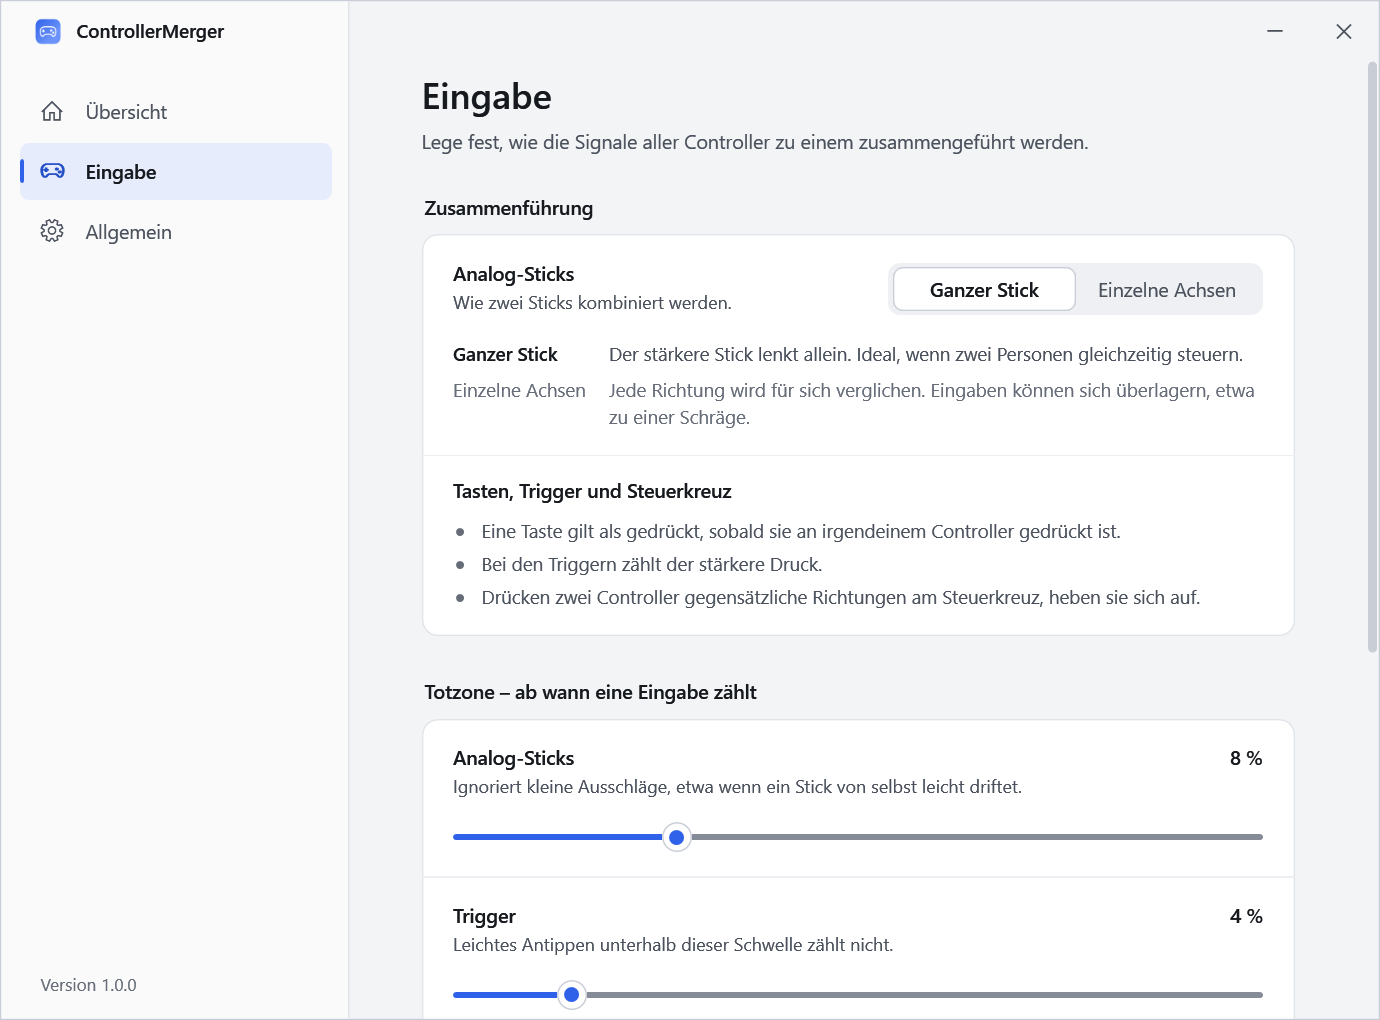 ControllerMerger
Übersicht
Eingabe
Allgemein
Version 1.0.0
Eingabe
Lege fest, wie die Signale aller Controller zu einem zusammengeführt werden.
Zusammenführung
Analog-Sticks
Wie zwei Sticks kombiniert werden.
Ganzer Stick
Einzelne Achsen
Ganzer Stick
Der stärkere Stick lenkt allein. Ideal, wenn zwei Personen gleichzeitig steuern.
Einzelne Achsen
Jede Richtung wird für sich verglichen. Eingaben können sich überlagern, etwa
zu einer Schräge.
Tasten, Trigger und Steuerkreuz
• Eine Taste gilt als gedrückt, sobald sie an irgendeinem Controller gedrückt ist.
• Bei den Triggern zählt der stärkere Druck.
• Drücken zwei Controller gegensätzliche Richtungen am Steuerkreuz, heben sie sich auf.
Totzone – ab wann eine Eingabe zählt
Analog-Sticks
8 %
Ignoriert kleine Ausschläge, etwa wenn ein Stick von selbst leicht driftet.
Trigger
4 %
Leichtes Antippen unterhalb dieser Schwelle zählt nicht.